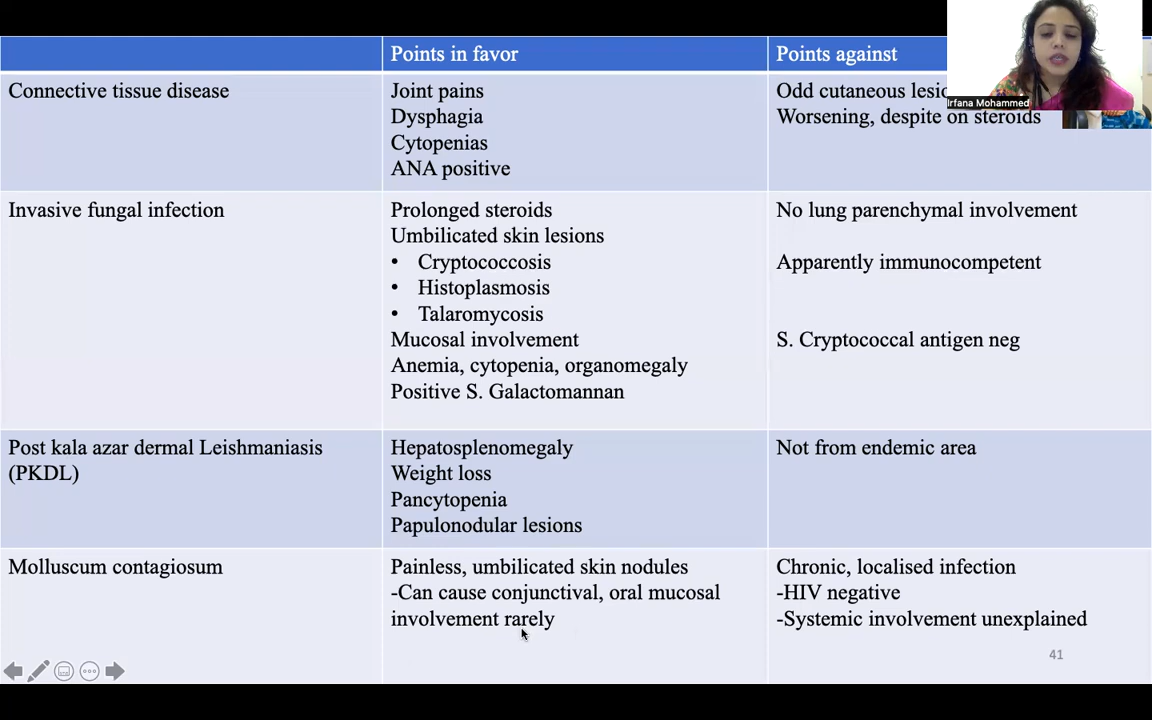 Points in favor
Points against
Irfana Mohammed
Connective tissue disease
Joint pains
Dysphagia
Cytopenias
ANA positive
Odd cutaneous
Worsening, despite on steroids
Invasive fungal infection
Prolonged steroids
Umbilicated skin lesions
• Cryptococcosis
• Histoplasmosis
• Talaromycosis
Mucosal involvement
Anemia, cytopenia, organomegaly
Positive S. Galactomannan
No lung parenchymal involvement
Apparently immunocompetent
S. Cryptococcal antigen neg
Post kala azar dermal Leishmaniasis
(PKDL)
Hepatosplenomegaly
Weight loss
Pancytopenia
Papulonodular lesions
Not from endemic area
Molluscum contagiosum
Painless, umbilicated skin nodules
-Can cause conjunctival, oral mucosal
involvement rarely
Chronic, localised infection
-HIV negative
-Systemic involvement unexplained
41